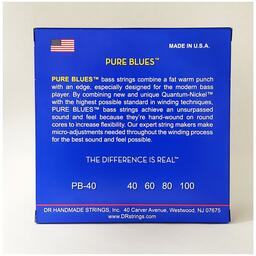 MADE IN U.S.A.
PURE BLUES™
PURE BLUES™ bass strings combine a fat warm punch
with an edge, especially designed for the modern bass
player. By combining new and unique Quantum-Nickel™
with the highest possible standard in winding techniques,
PURE BLUES™ bass strings achieve an unsurpassed
sound and feel because they're hand-wound on round
cores to increase flexibility. Our expert string makers make
micro-adjustments needed throughout the winding process
for the best sound and feel possible.
THE DIFFERENCE IS REAL™
PB-40 40 60 80 100
DR HANDMADE STRINGS, Inc. 40 Carver Avenue, Westwood, NJ 07675
www.DRstrings.com